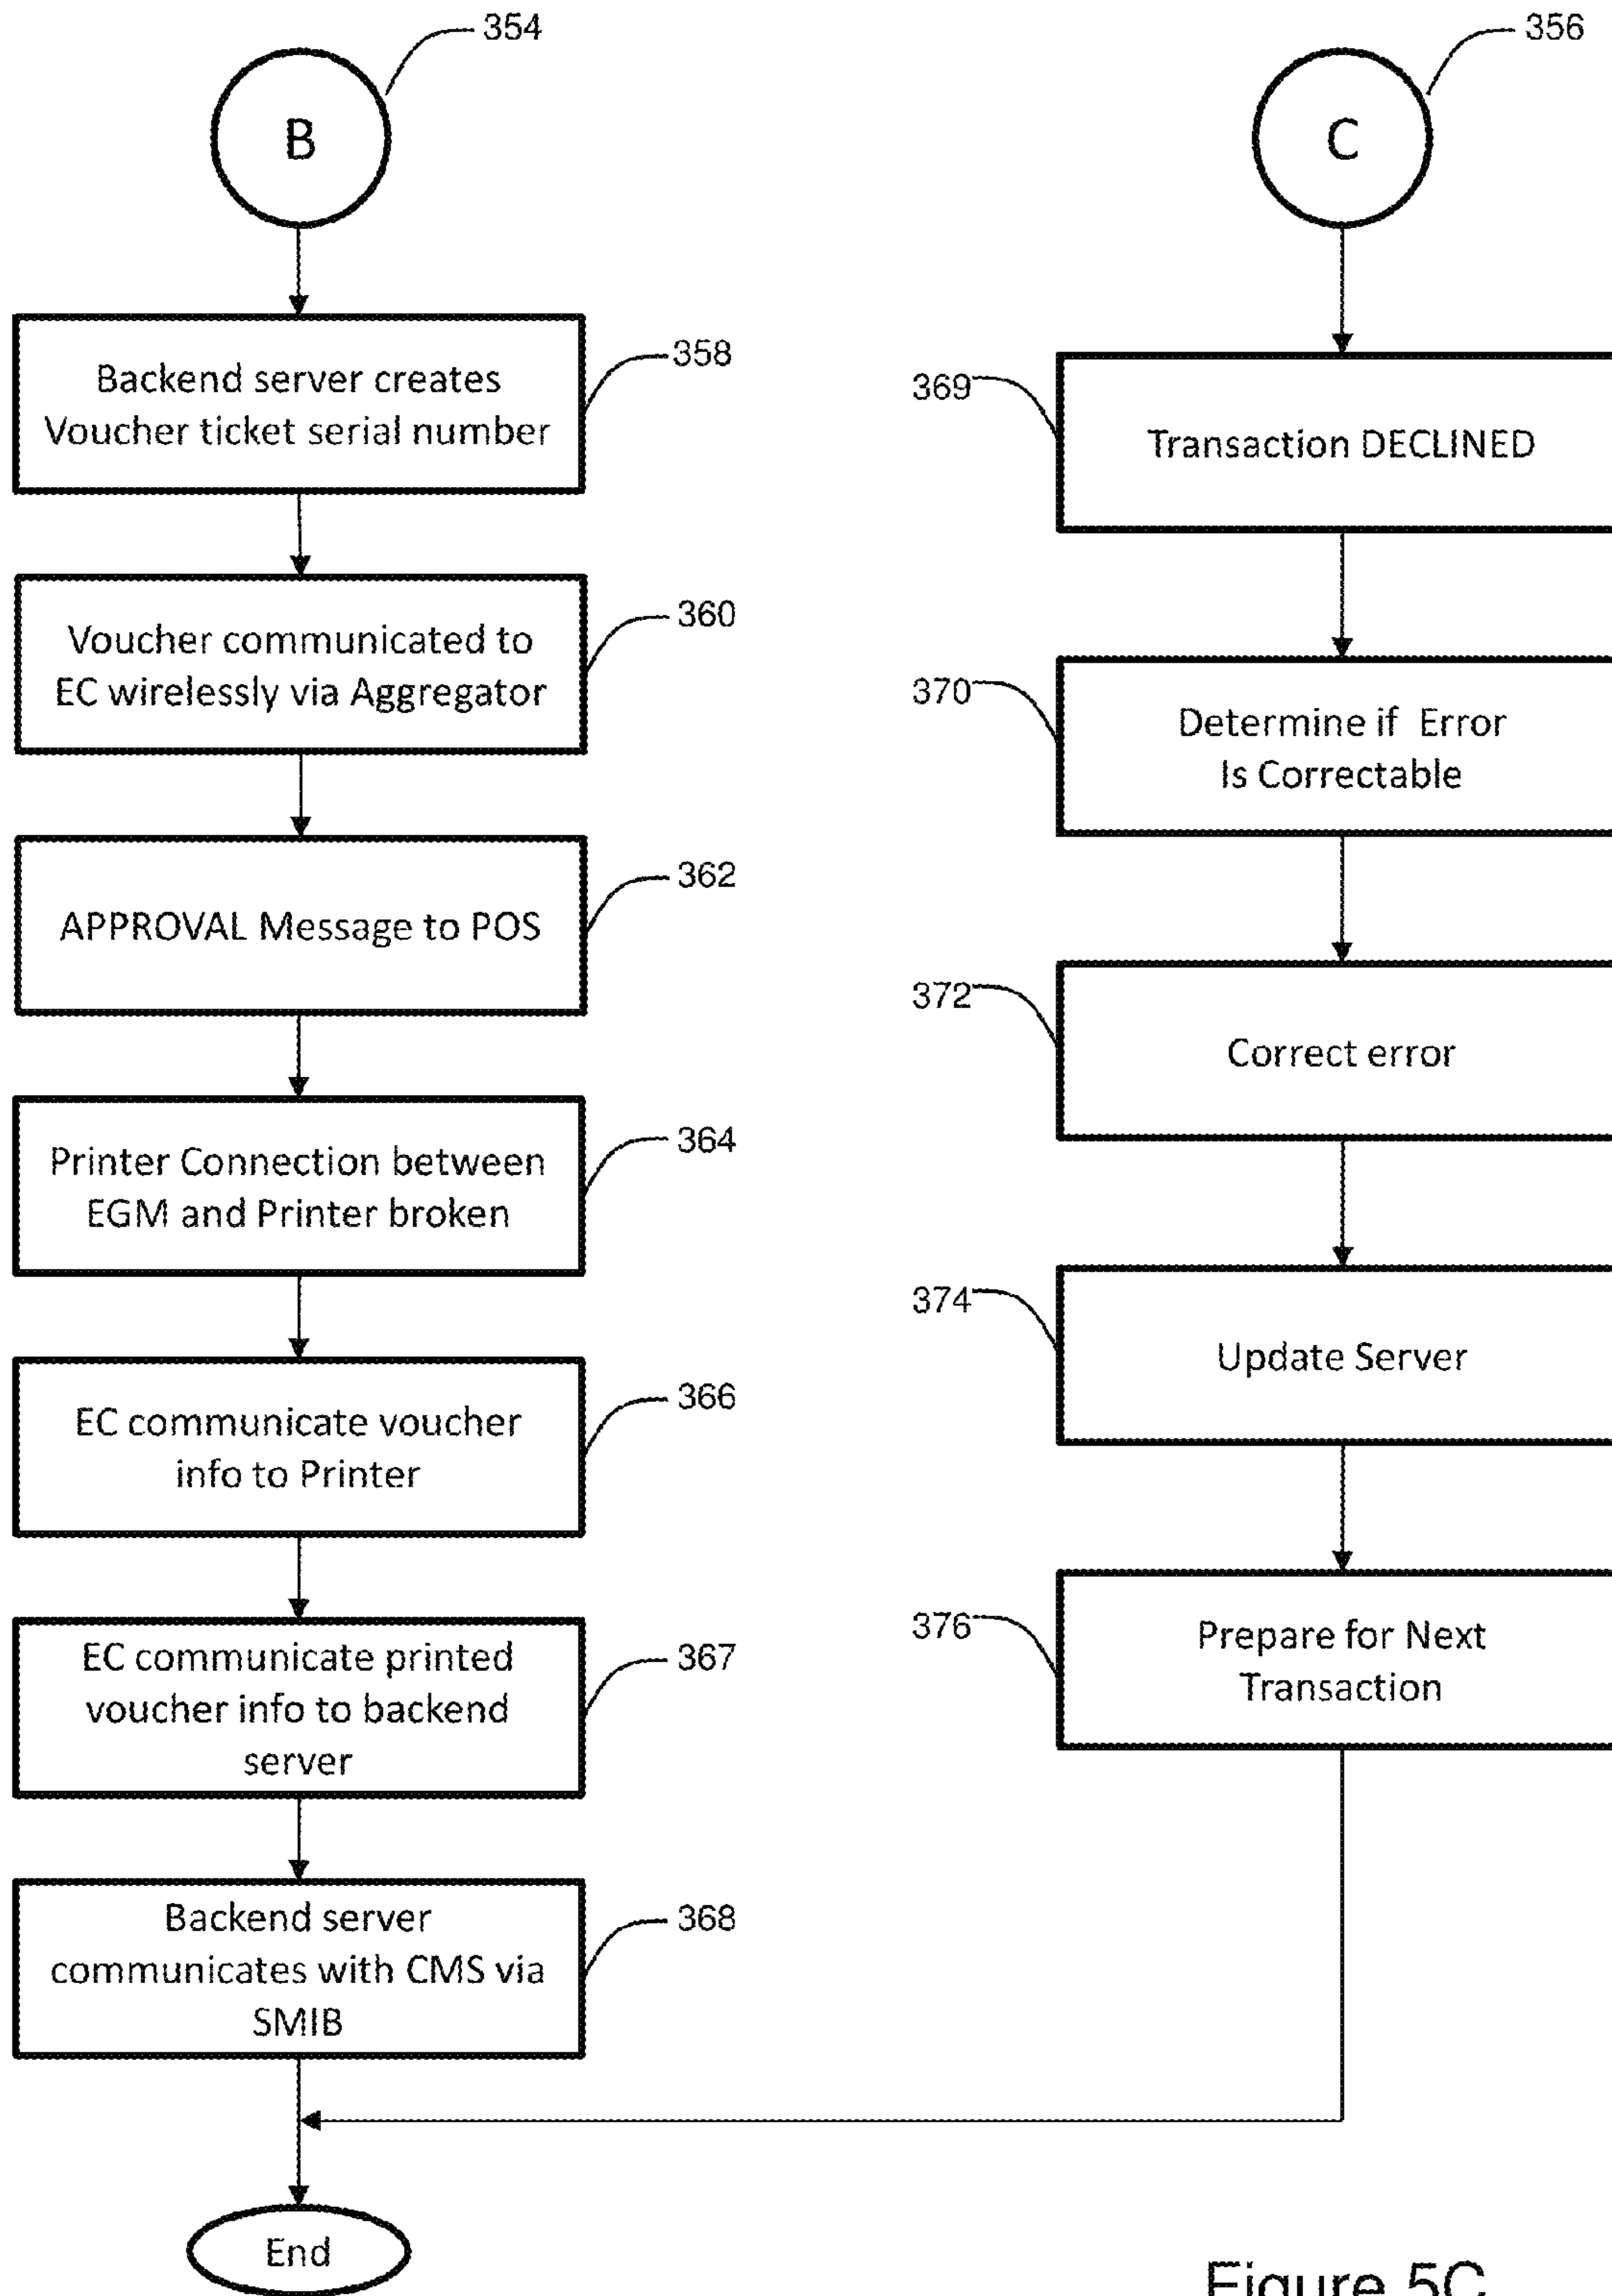 354
B
358
Backend server creates
Voucher ticket serial number
360
Voucher communicated to
EC wirelessly via Aggregator
362
APPROVAL Message to POS
364
Printer Connection between
EGM and Printer broken
366
EC communicate voucher
info to Printer
367
EC communicate printed
voucher info to backend
server
368
Backend server
communicates with CMS via
SMIB
End
356
C
369
Transaction DECLINED
370
Determine if Error
Is Correctable
372
Correct error
374
Update Server
376
Prepare for Next
Transaction
Figure 5C